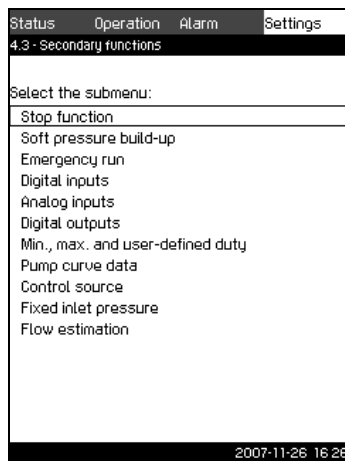 Status Operation Alarm Settings
4.3 - Secondary functions
Select the submenu:
Stop function
Soft pressure build-up
Emergency run
Digital inputs
Analog inputs
Digital outputs
Min., max. and user-defined duty
Pump curve data
Control source
Fixed inlet pressure
Flow estimation
2007-11-26 16:26